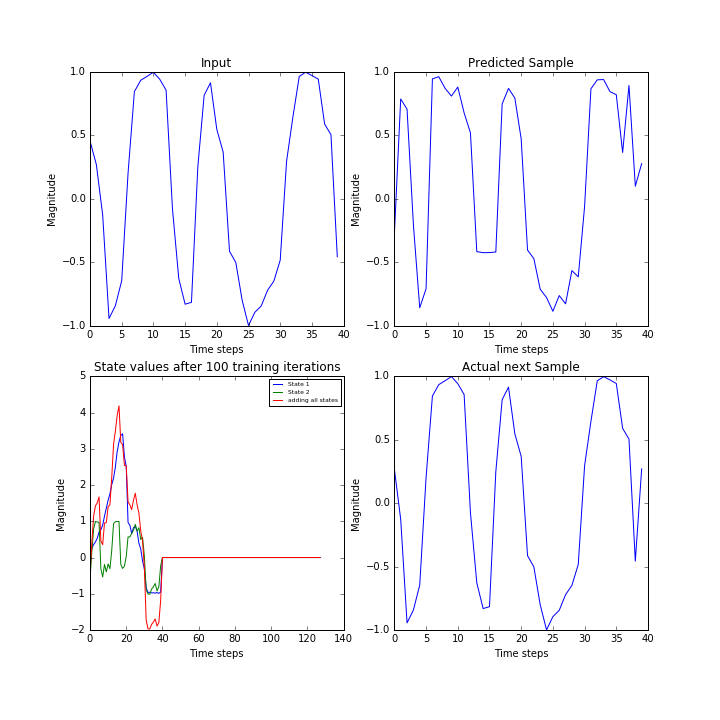 Input
1.0
0.5
0.0
−0.5
−1.0
Magnitude
0 5 10 15 20 25 30 35 40
Time steps
Predicted Sample
1.0
0.5
0.0
−0.5
−1.0
Magnitude
0 5 10 15 20 25 30 35 40
Time steps
State values after 100 training iterations
5
4
3
2
1
0
−1
−2
Magnitude
State 1
State 2
adding all states
0 20 40 60 80 100 120 140
Time steps
Actual next Sample
1.0
0.5
0.0
−0.5
−1.0
Magnitude
0 5 10 15 20 25 30 35 40
Time steps